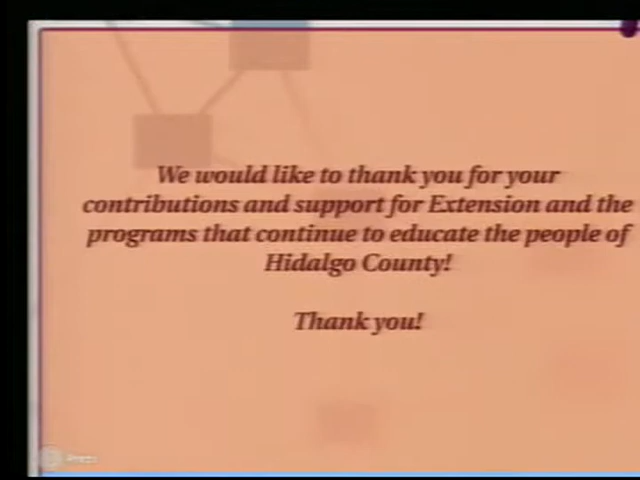 We would like to thank you for your
contributions and support for Extension and the
programs that continue to educate the people of
Hidalgo County!
Thank you!
Prezi